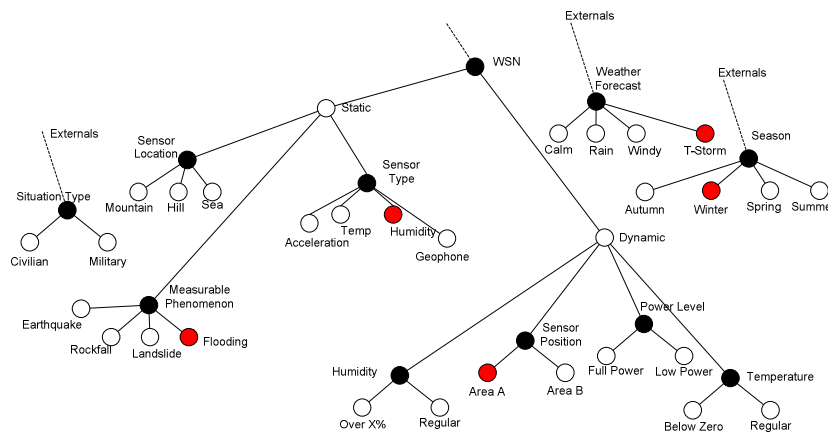 Externals
WSN
Weather
Forecast
Externals
Static
Externals
Sensor
Location
Calm
Rain
Windy
T-Storm
Season
Sensor
Type
Situation Type
Mountain
Hill
Sea
Autumn
Winter
Spring
Summe
Acceleration
Temp
Humidity
Geophone
Dynamic
Civilian
Military
Measurable
Phenomenon
Earthquake
Rockfall
Landslide
Flooding
Power Level
Sensor
Position
Full Power
Low Power
Humidity
Area A
Area B
Temperature
Over X%
Regular
Below Zero
Regular